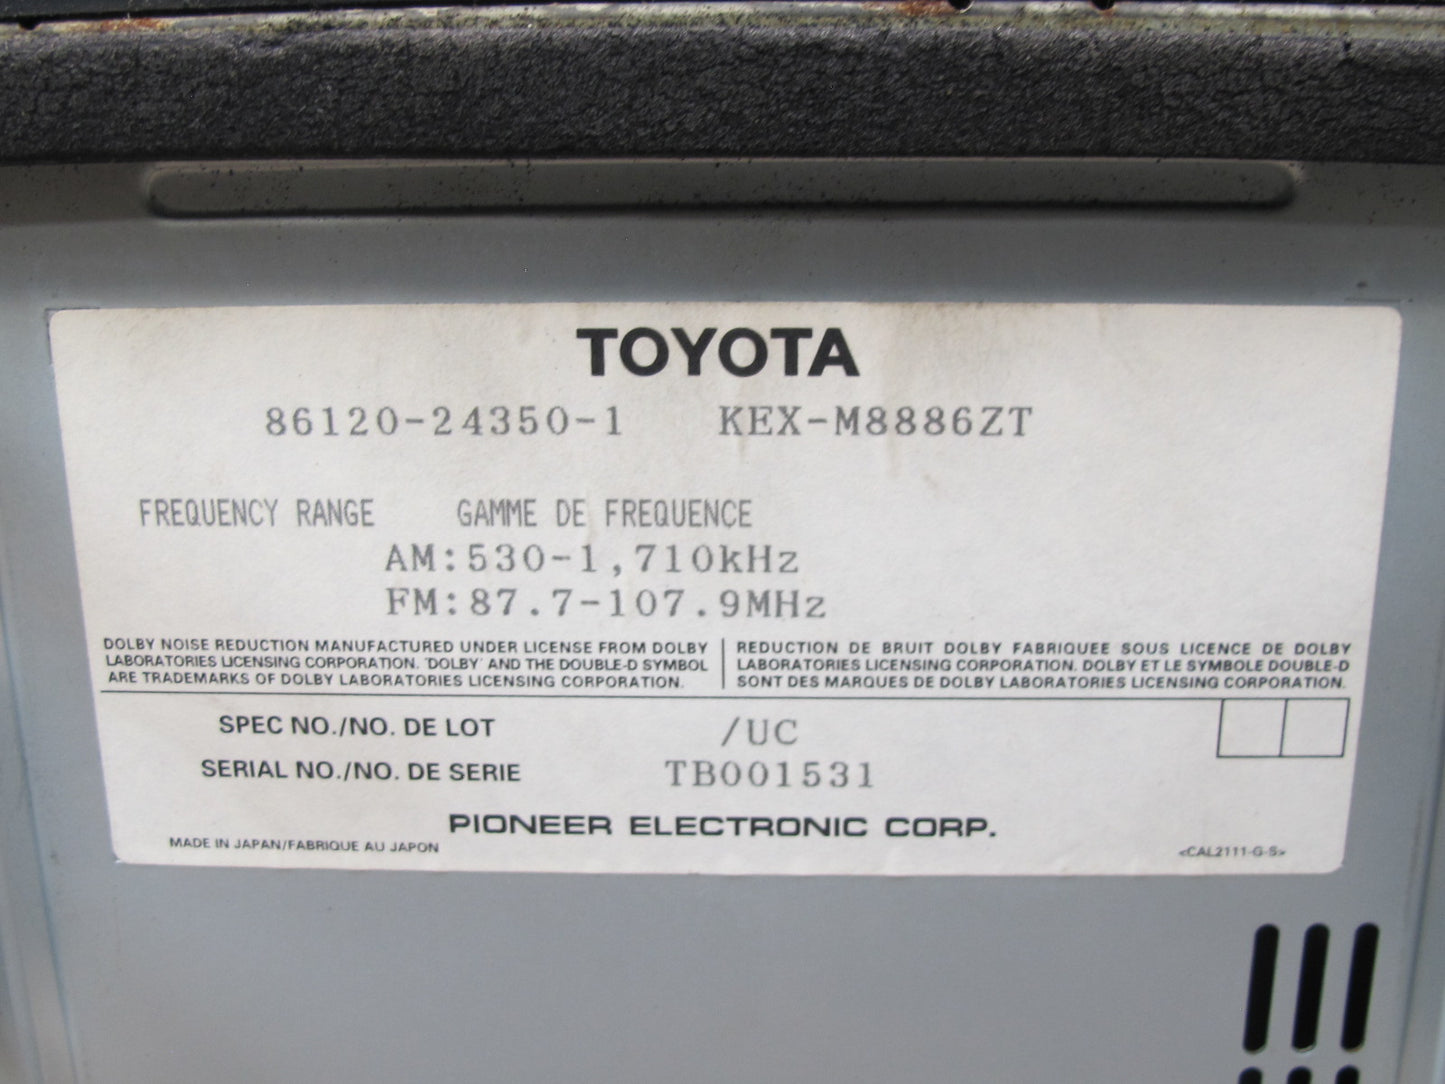 TOYOTA
86120-24350-1 KEX-M8886ZT
FREQUENCY RANGE GAMME DE FREQUENCE
AM:530-1,710kHz
FM:87.7-107.9MHz
DOLBY NOISE REDUCTION MANUFACTURED UNDER LICENSE FROM DOLBY
LABORATORIES LICENSING CORPORATION. "DOLBY" AND THE DOUBLE-D SYMBOL
ARE TRADEMARKS OF DOLBY LABORATORIES LICENSING CORPORATION.
REDUCTION DE BRUIT DOLBY FABRIQUEE SOUS LICENCE DE DOLBY
LABORATORIES LICENSING CORPORATION. DOLBY ET LE SYMBOLE DOUBLE-D
SONT DES MARQUES DE DOLBY LABORATORIES LICENSING CORPORATION.
SPEC NO./NO. DE LOT /UC
SERIAL NO./NO. DE SERIE TB001531
PIONEER ELECTRONIC CORP.
MADE IN JAPAN/FABRIQUE AU JAPON <CAL2111-G-S>